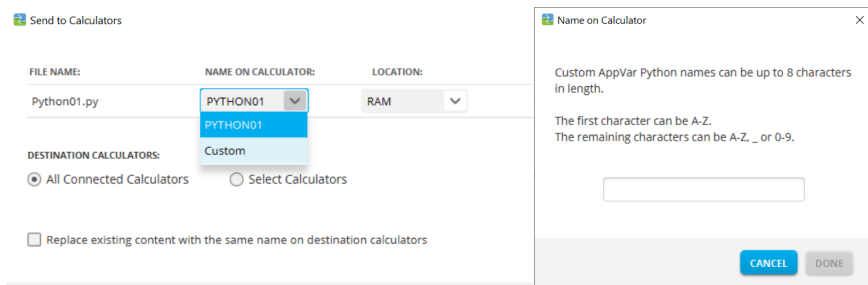 Send to Calculators
FILE NAME: NAME ON CALCULATOR: LOCATION:
Python01.py PYTHON01 RAM
PYTHON01
Custom
DESTINATION CALCULATORS:
All Connected Calculators Select Calculators
Replace existing content with the same name on destination calculators
Name on Calculator
Custom AppVar Python names can be up to 8 characters
in length.
The first character can be A-Z.
The remaining characters can be A-Z, _ or 0-9.
CANCEL DONE